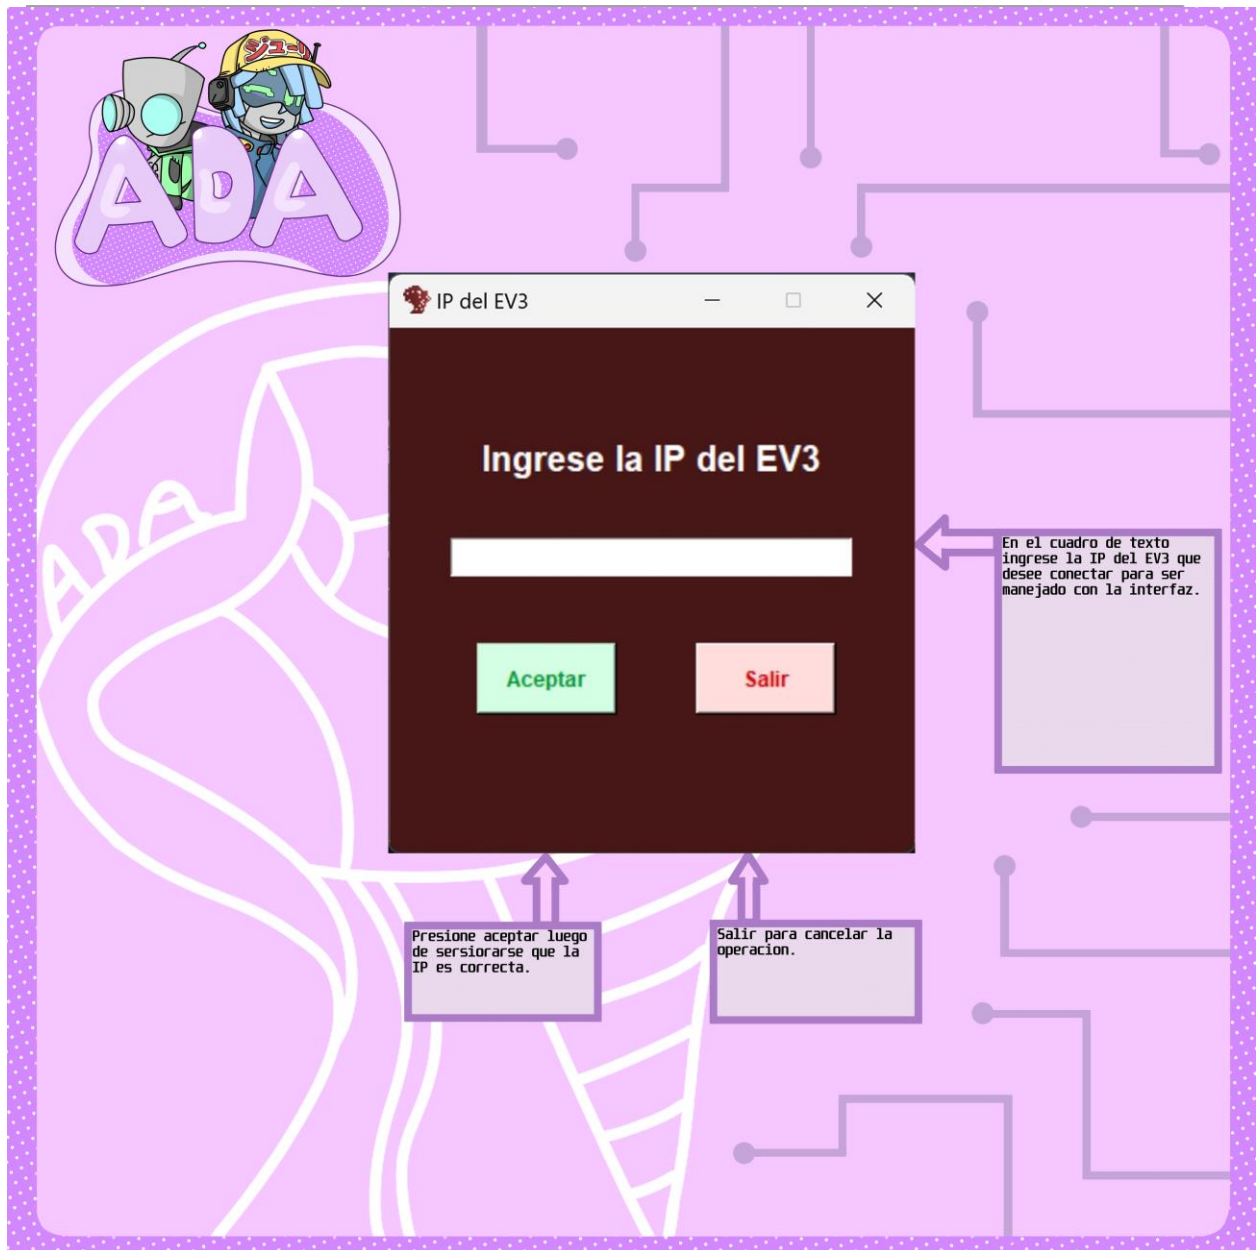 ジューリ
ADA
IP del EV3
Ingrese la IP del EV3
Aceptar
Salir
ADA
En el cuadro de texto
ingrese la IP del EV3 que
desee conectar para ser
manejado con la interfaz.
Presione aceptar luego
de sersiorarse que la
IP es correcta.
Salir para cancelar la
operacion.